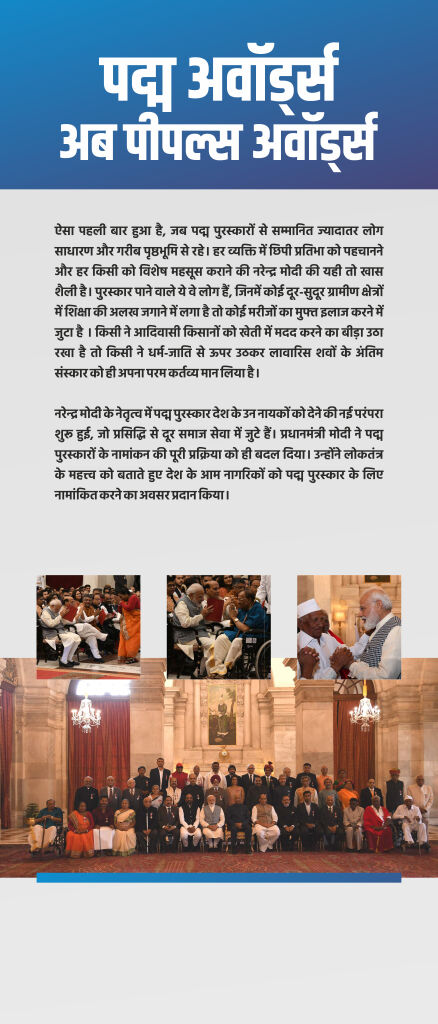 पद्म अवॉर्ड्स
अब पीपल्स अवॉर्ड्स
ऐसा पहली बार हुआ है, जब पद्म पुरस्कारों से सम्मानित ज्यादातर लोग
साधारण और गरीब पृष्ठभूमि से रहे। हर व्यक्ति में छिपी प्रतिभा को पहचानने
और हर किसी को विशेष महसूस कराने की नरेन्द्र मोदी की यही तो खास
शैली है। पुरस्कार पाने वाले ये वे लोग हैं, जिनमें कोई दूर-सुदूर ग्रामीण क्षेत्रों
में शिक्षा की अलख जगाने में लगा है तो कोई मरीजों का मुफ्त इलाज करने में
जुटा है । किसी ने आदिवासी किसानों को खेती में मदद करने का बीड़ा उठा
रखा है तो किसी ने धर्म-जाति से ऊपर उठकर लावारिस शवों के अंतिम
संस्कार को ही अपना परम कर्तव्य मान लिया है।
नरेन्द्र मोदी के नेतृत्व में पद्म पुरस्कार देश के उन नायकों को देने की नई परंपरा
शुरू हुई, जो प्रसिद्धि से दूर समाज सेवा में जुटे हैं। प्रधानमंत्री मोदी ने पद्म
पुरस्कारों के नामांकन की पूरी प्रक्रिया को ही बदल दिया। उन्होंने लोकतंत्र
के महत्त्व को बताते हुए देश के आम नागरिकों को पद्म पुरस्कार के लिए
नामांकित करने का अवसर प्रदान किया।